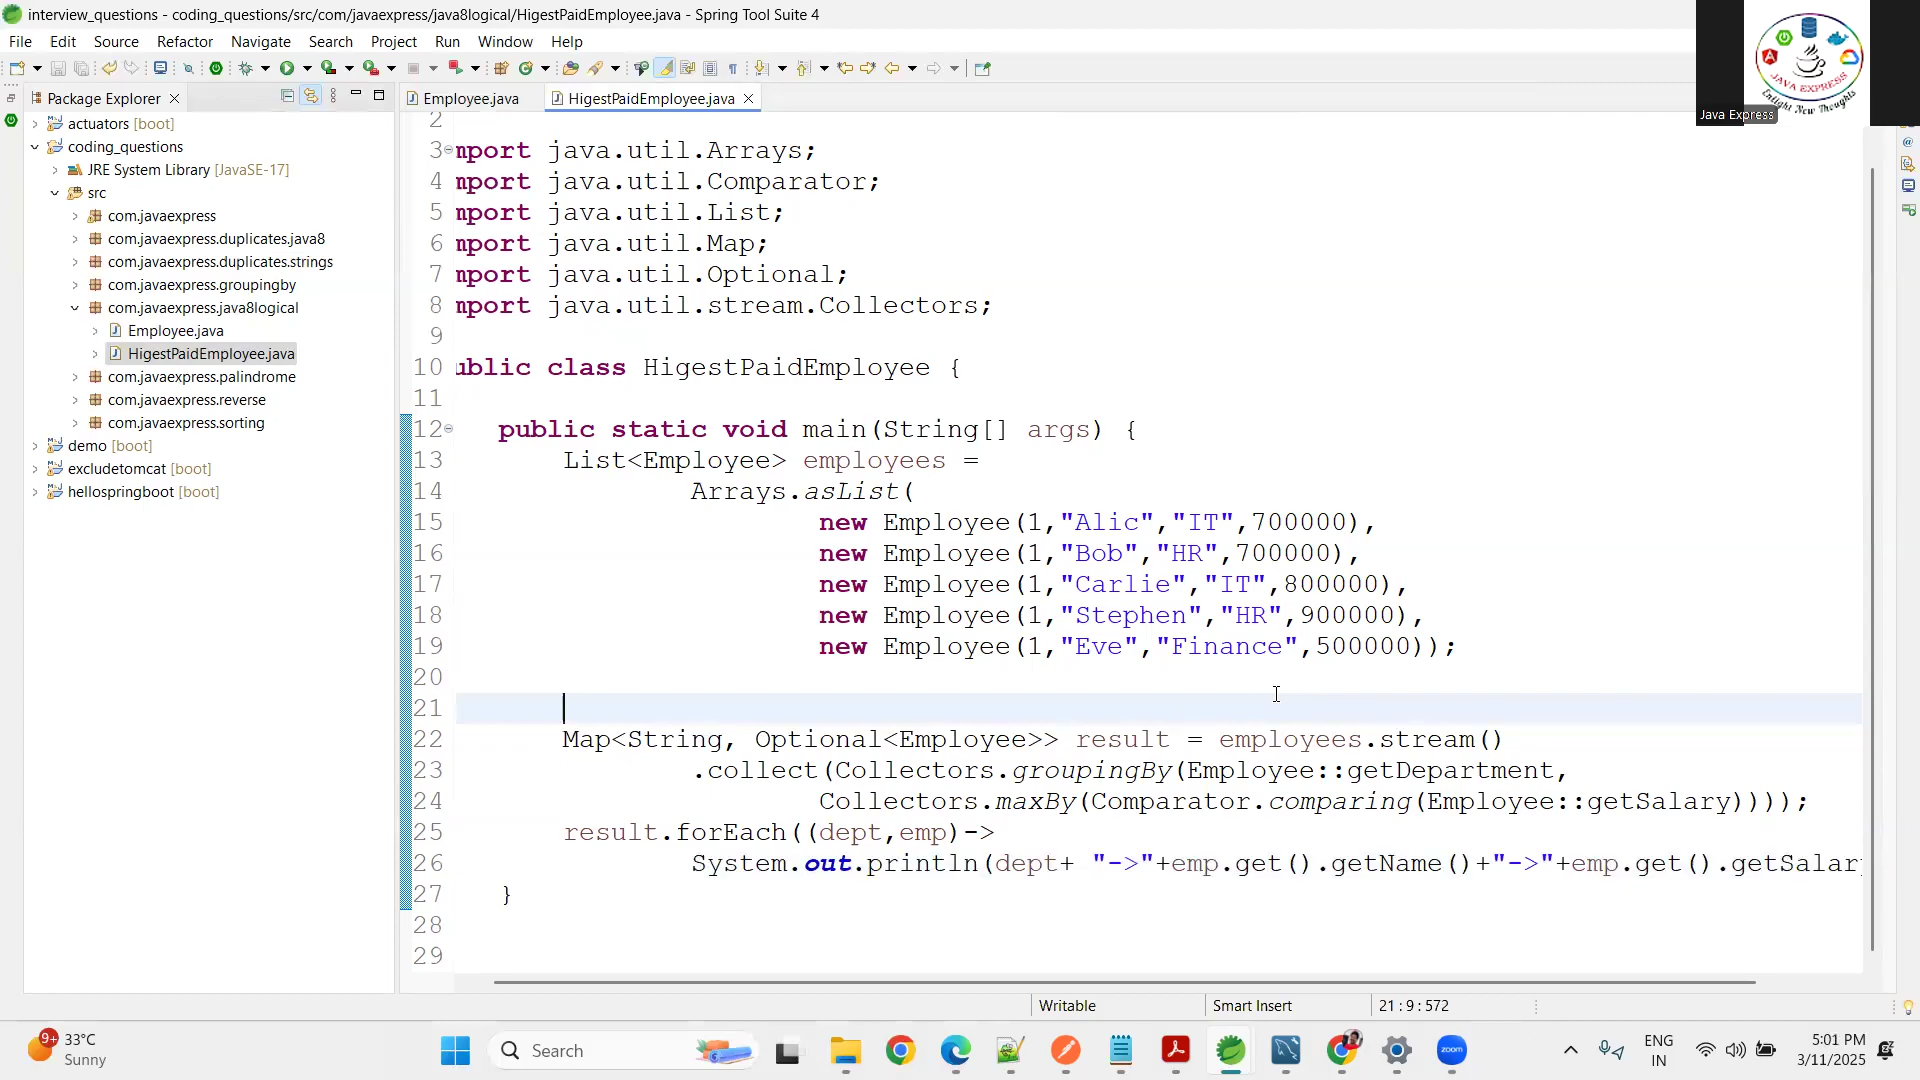 interview_questions - coding_questions/src/com/javaexpress/java8logical/HigestPaidEmployee.java - Spring Tool Suite 4
File Edit Source Refactor Navigate Search Project Run Window Help
JAVA EXPRESS
Enlight New Thoughts
Java Express
Package Explorer
actuators [boot]
coding_questions
JRE System Library [JavaSE-17]
src
com.javaexpress
com.javaexpress.duplicates.java8
com.javaexpress.duplicates.strings
com.javaexpress.groupingby
com.javaexpress.java8logical
Employee.java
HigestPaidEmployee.java
com.javaexpress.palindrome
com.javaexpress.reverse
com.javaexpress.sorting
demo [boot]
excludetomcat [boot]
hellospringboot [boot]
Employee.java HigestPaidEmployee.java
2
3 mport java.util.Arrays;
4 mport java.util.Comparator;
5 mport java.util.List;
6 mport java.util.Map;
7 mport java.util.Optional;
8 mport java.util.stream.Collectors;
9
10 ublic class HigestPaidEmployee {
11
12 public static void main(String[] args) {
13 List<Employee> employees =
14 Arrays.asList(
15 new Employee(1,"Alic","IT",700000),
16 new Employee(1,"Bob","HR",700000),
17 new Employee(1,"Carlie","IT",800000),
18 new Employee(1,"Stephen","HR",900000),
19 new Employee(1,"Eve","Finance",500000));
20
21
22 Map<String, Optional<Employee>> result = employees.stream()
23 .collect(Collectors.groupingBy(Employee::getDepartment,
24 Collectors.maxBy(Comparator.comparing(Employee::getSalary))));
25 result.forEach((dept,emp)->
26 System.out.println(dept+ "->"+emp.get().getName()+"->"+emp.get().getSalar
27 }
28
29
Writable Smart Insert 21 : 9 : 572
9+ 33°C
Sunny
Search
zoom
ENG
IN
5:01 PM
3/11/2025